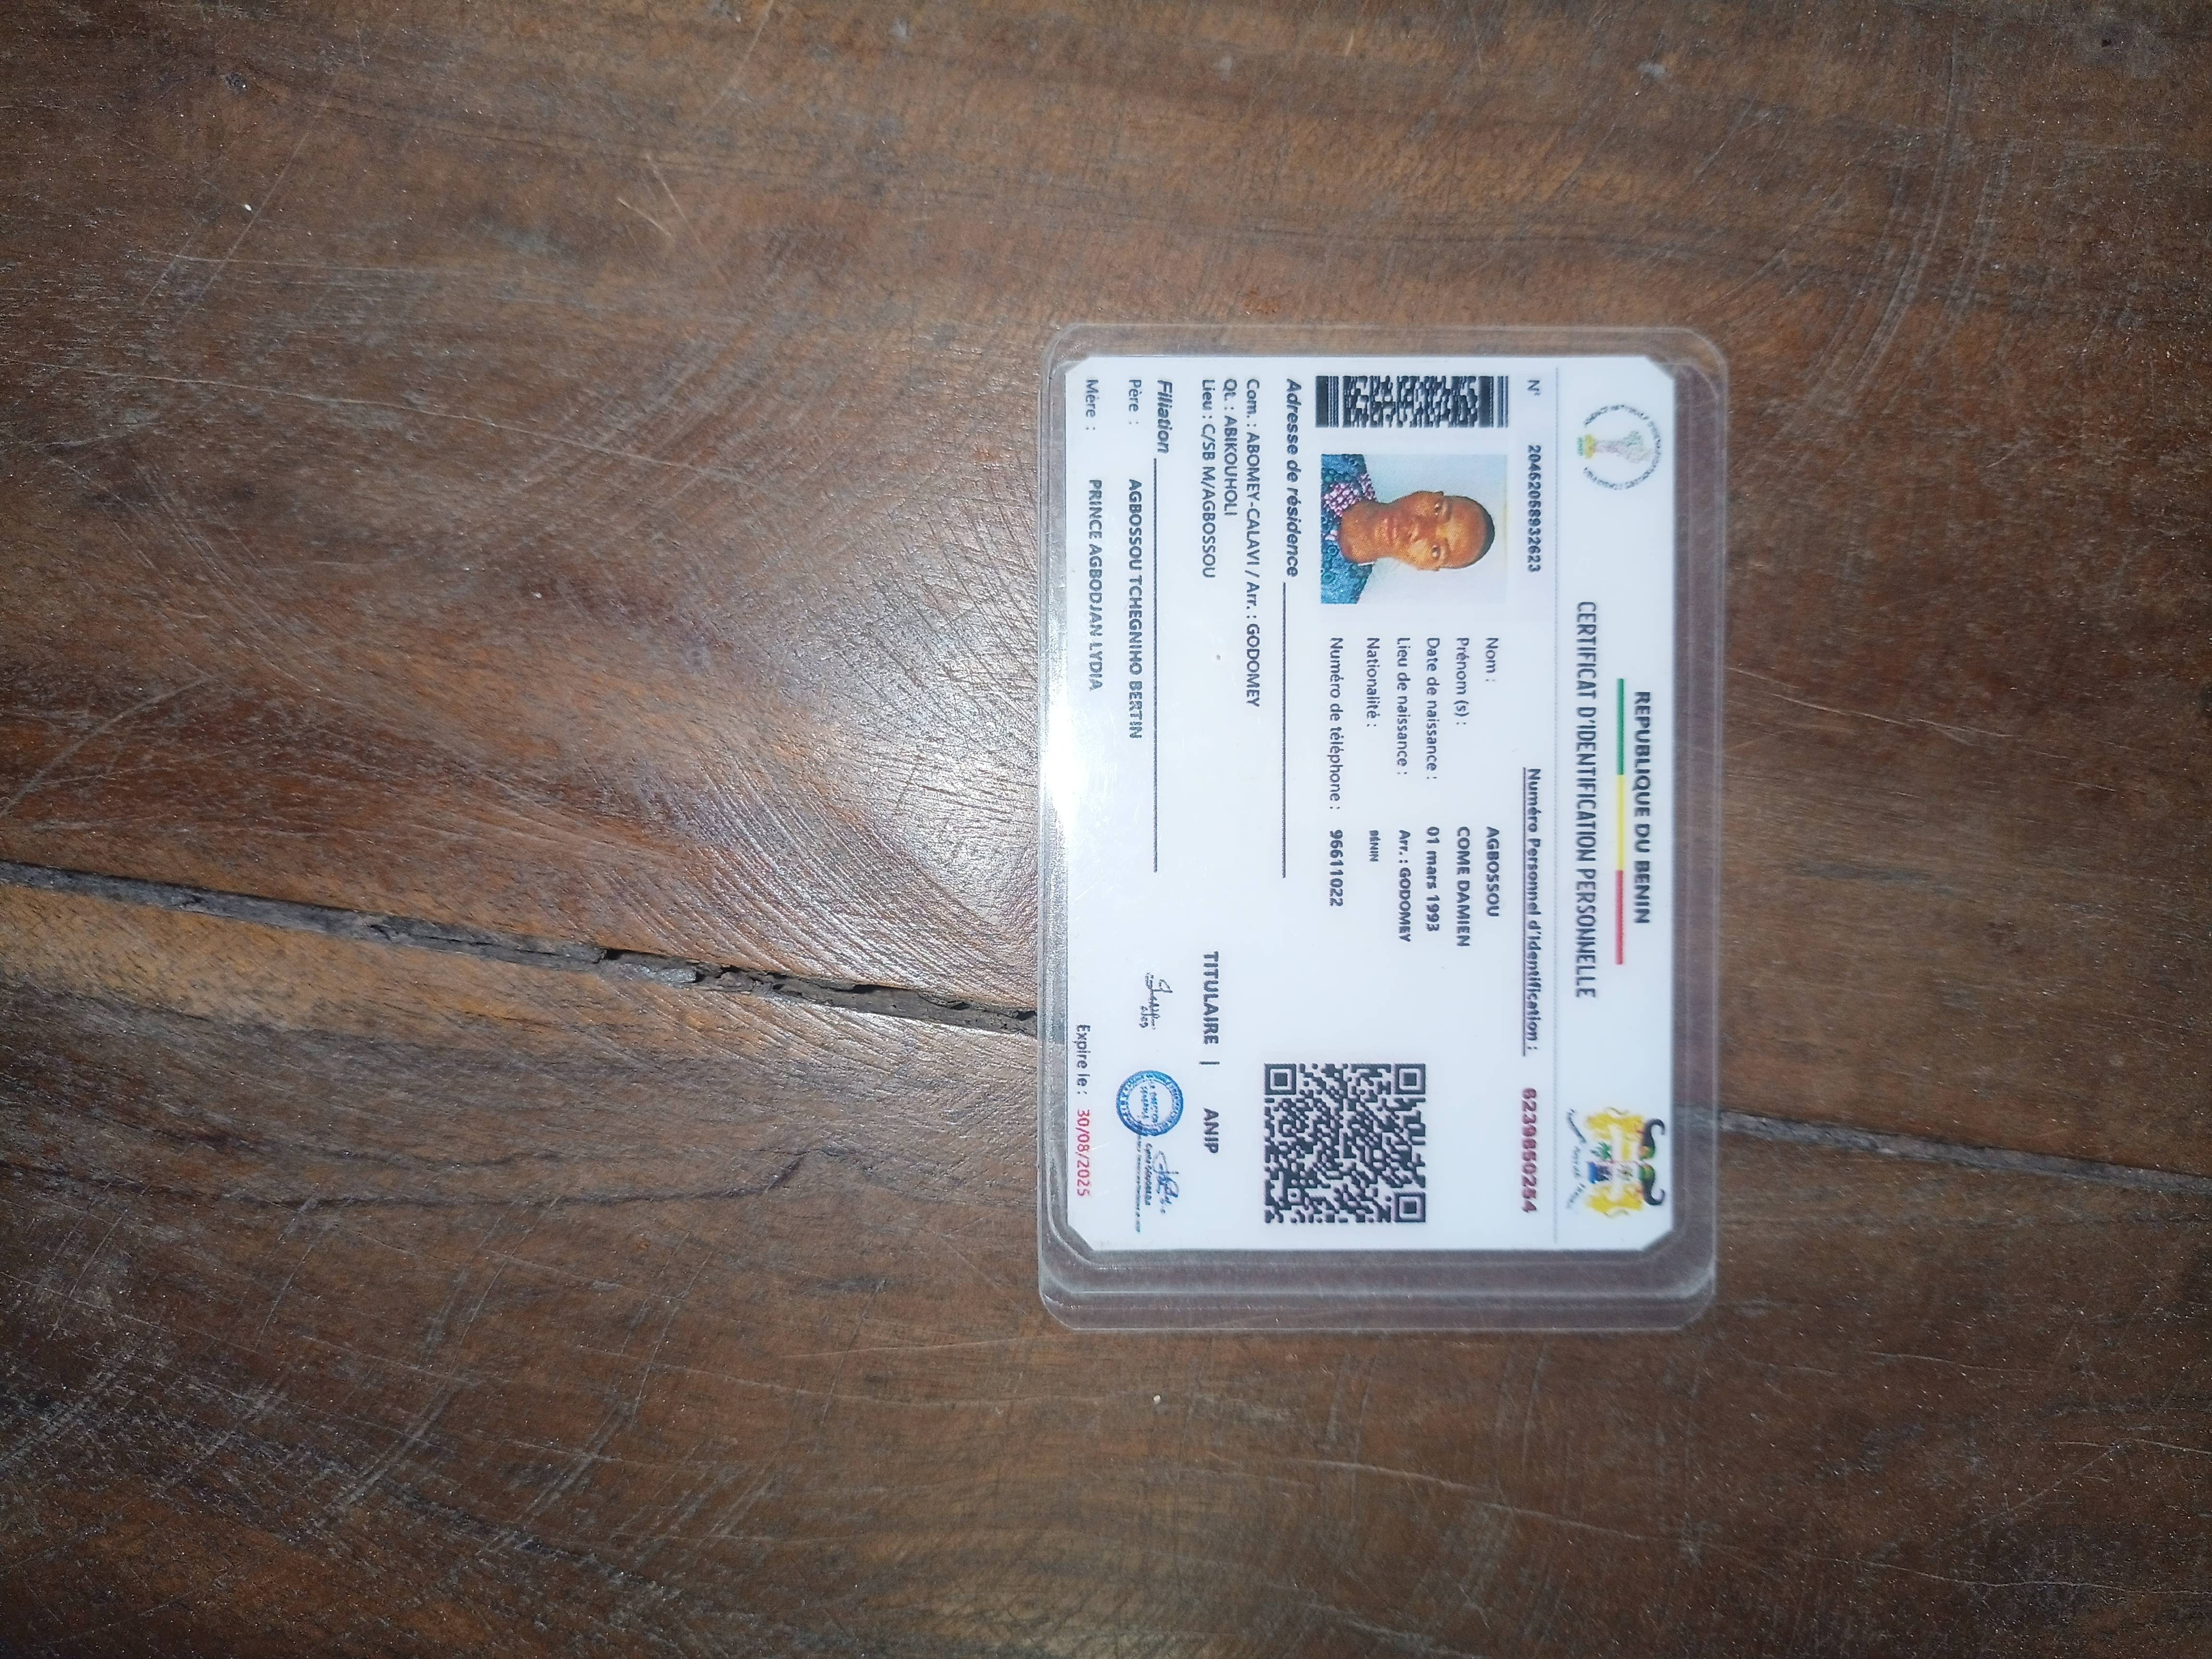 REPUBLIQUE DU BENIN
CERTIFICAT D'IDENTIFICATION PERSONNELLE
N° 20462058932623
Numéro Personnel d'Identification : 6239860254
Nom : AGBOSSOU
Prénom (s) : COME DAMIEN
Date de naissance : 01 mars 1993
Lieu de naissance : Arr. : GODOMEY
Nationalité : BÉNIN
Numéro de téléphone : 96611022
Adresse de résidence
Com. : ABOMEY-CALAVI / Arr. : GODOMEY
Qt. : ABIKOUHOLI
Lieu : C/SB M/AGBOSSOU
Filiation
Père : AGBOSSOU TCHEGNIHO BERTIN
Mère : PRINCE AGBODJAN LYDIA
TITULAIRE | ANIP
Expire le : 30/08/2025